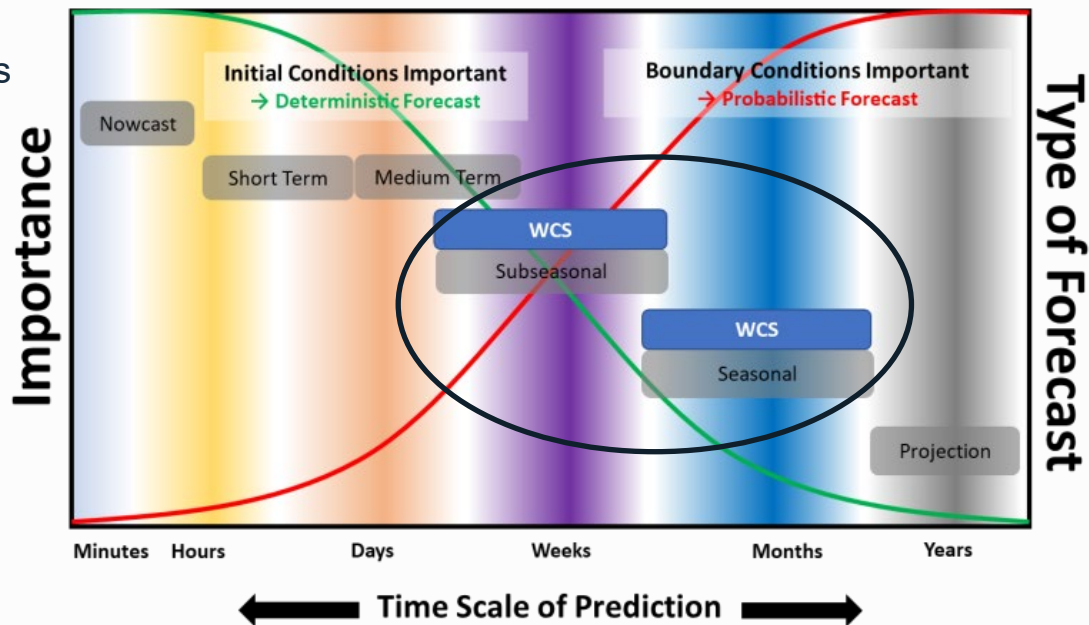 s
Initial Conditions Important
→ Deterministic Forecast
Boundary Conditions Important
→ Probabilistic Forecast
Nowcast
Short Term
Medium Term
WCS
Subseasonal
WCS
Seasonal
Projection
Importance
Type of Forecast
Minutes
Hours
Days
Weeks
Months
Years
Time Scale of Prediction